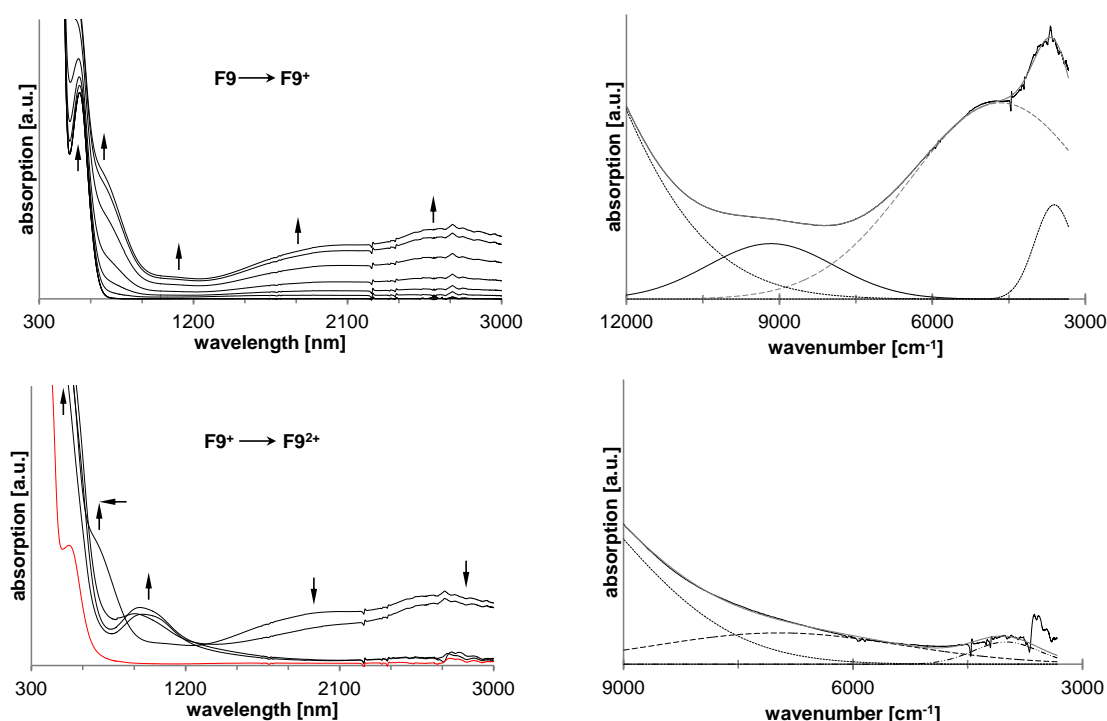 absorption [a.u.]
F9 → F9⁺
300 1200 2100 3000
wavelength [nm]
absorption [a.u.]
12000 9000 6000 3000
wavenumber [cm⁻¹]
absorption [a.u.]
F9⁺ → F9²⁺
300 1200 2100 3000
wavelength [nm]
absorption [a.u.]
9000 6000
wavenumber [cm⁻¹]